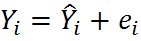 Yᵢ = Ŷᵢ + eᵢ